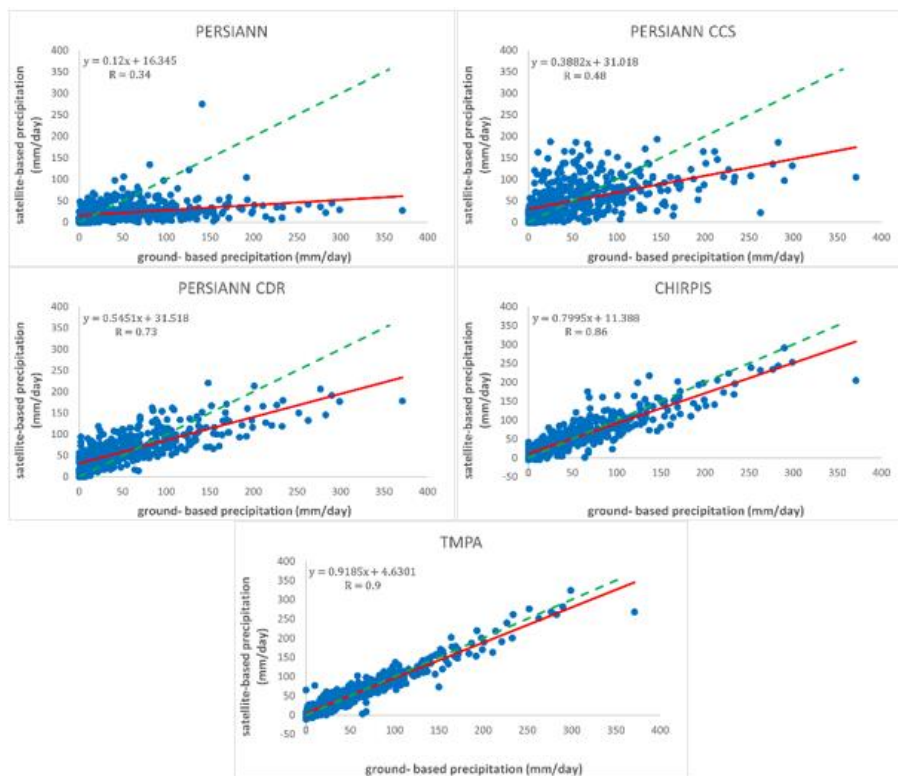 PERSIANN
y = 0.12x + 16.345
R = 0.34
satellite-based precipitation
(mm/day)
400
350
300
250
200
150
100
50
0
0 50 100 150 200 250 300 350 400
ground- based precipitation (mm/day)
PERSIANN CCS
y = 0.3882x + 31.018
R = 0.48
satellite-based precipitation
(mm/day)
400
350
300
250
200
150
100
50
0
0 50 100 150 200 250 300 350 400
ground- based precipitation (mm/day)
PERSIANN CDR
y = 0.5451x + 31.518
R = 0.73
satellite-based precipitation
(mm/day)
400
350
300
250
200
150
100
50
0
0 50 100 150 200 250 300 350 400
ground- based precipitation (mm/day)
CHIRPIS
y = 0.7995x + 11.388
R = 0.86
satellite-based precipitation
(mm/day)
400
350
300
250
200
150
100
50
0
-50
0 50 100 150 200 250 300 350 400
ground- based precipitation (mm/day)
TMPA
y = 0.9185x + 4.6301
R = 0.9
satellite-based precipitation
(mm/day)
400
350
300
250
200
150
100
50
0
-50
0 50 100 150 200 250 300 350 400
ground- based precipitation (mm/day)